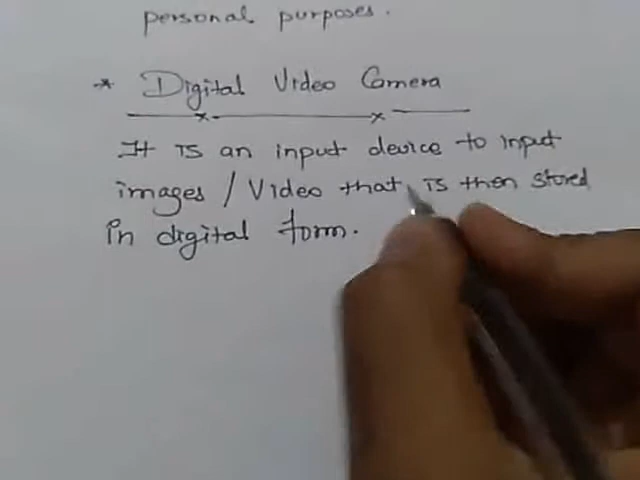 personal purposes.
* Digital Video Camera
It is an input device to input
images / Video that is then stored
in digital form.